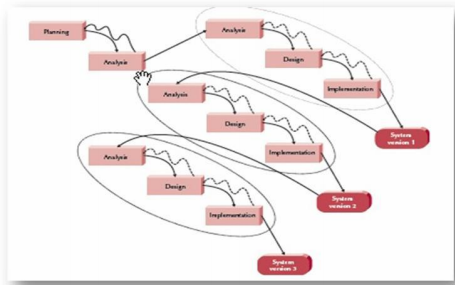 Planning
Analysis
Analysis
Design
Implementation
System
version 1
Analysis
Design
Implementation
System
version 2
Analysis
Design
Implementation
System
version 3